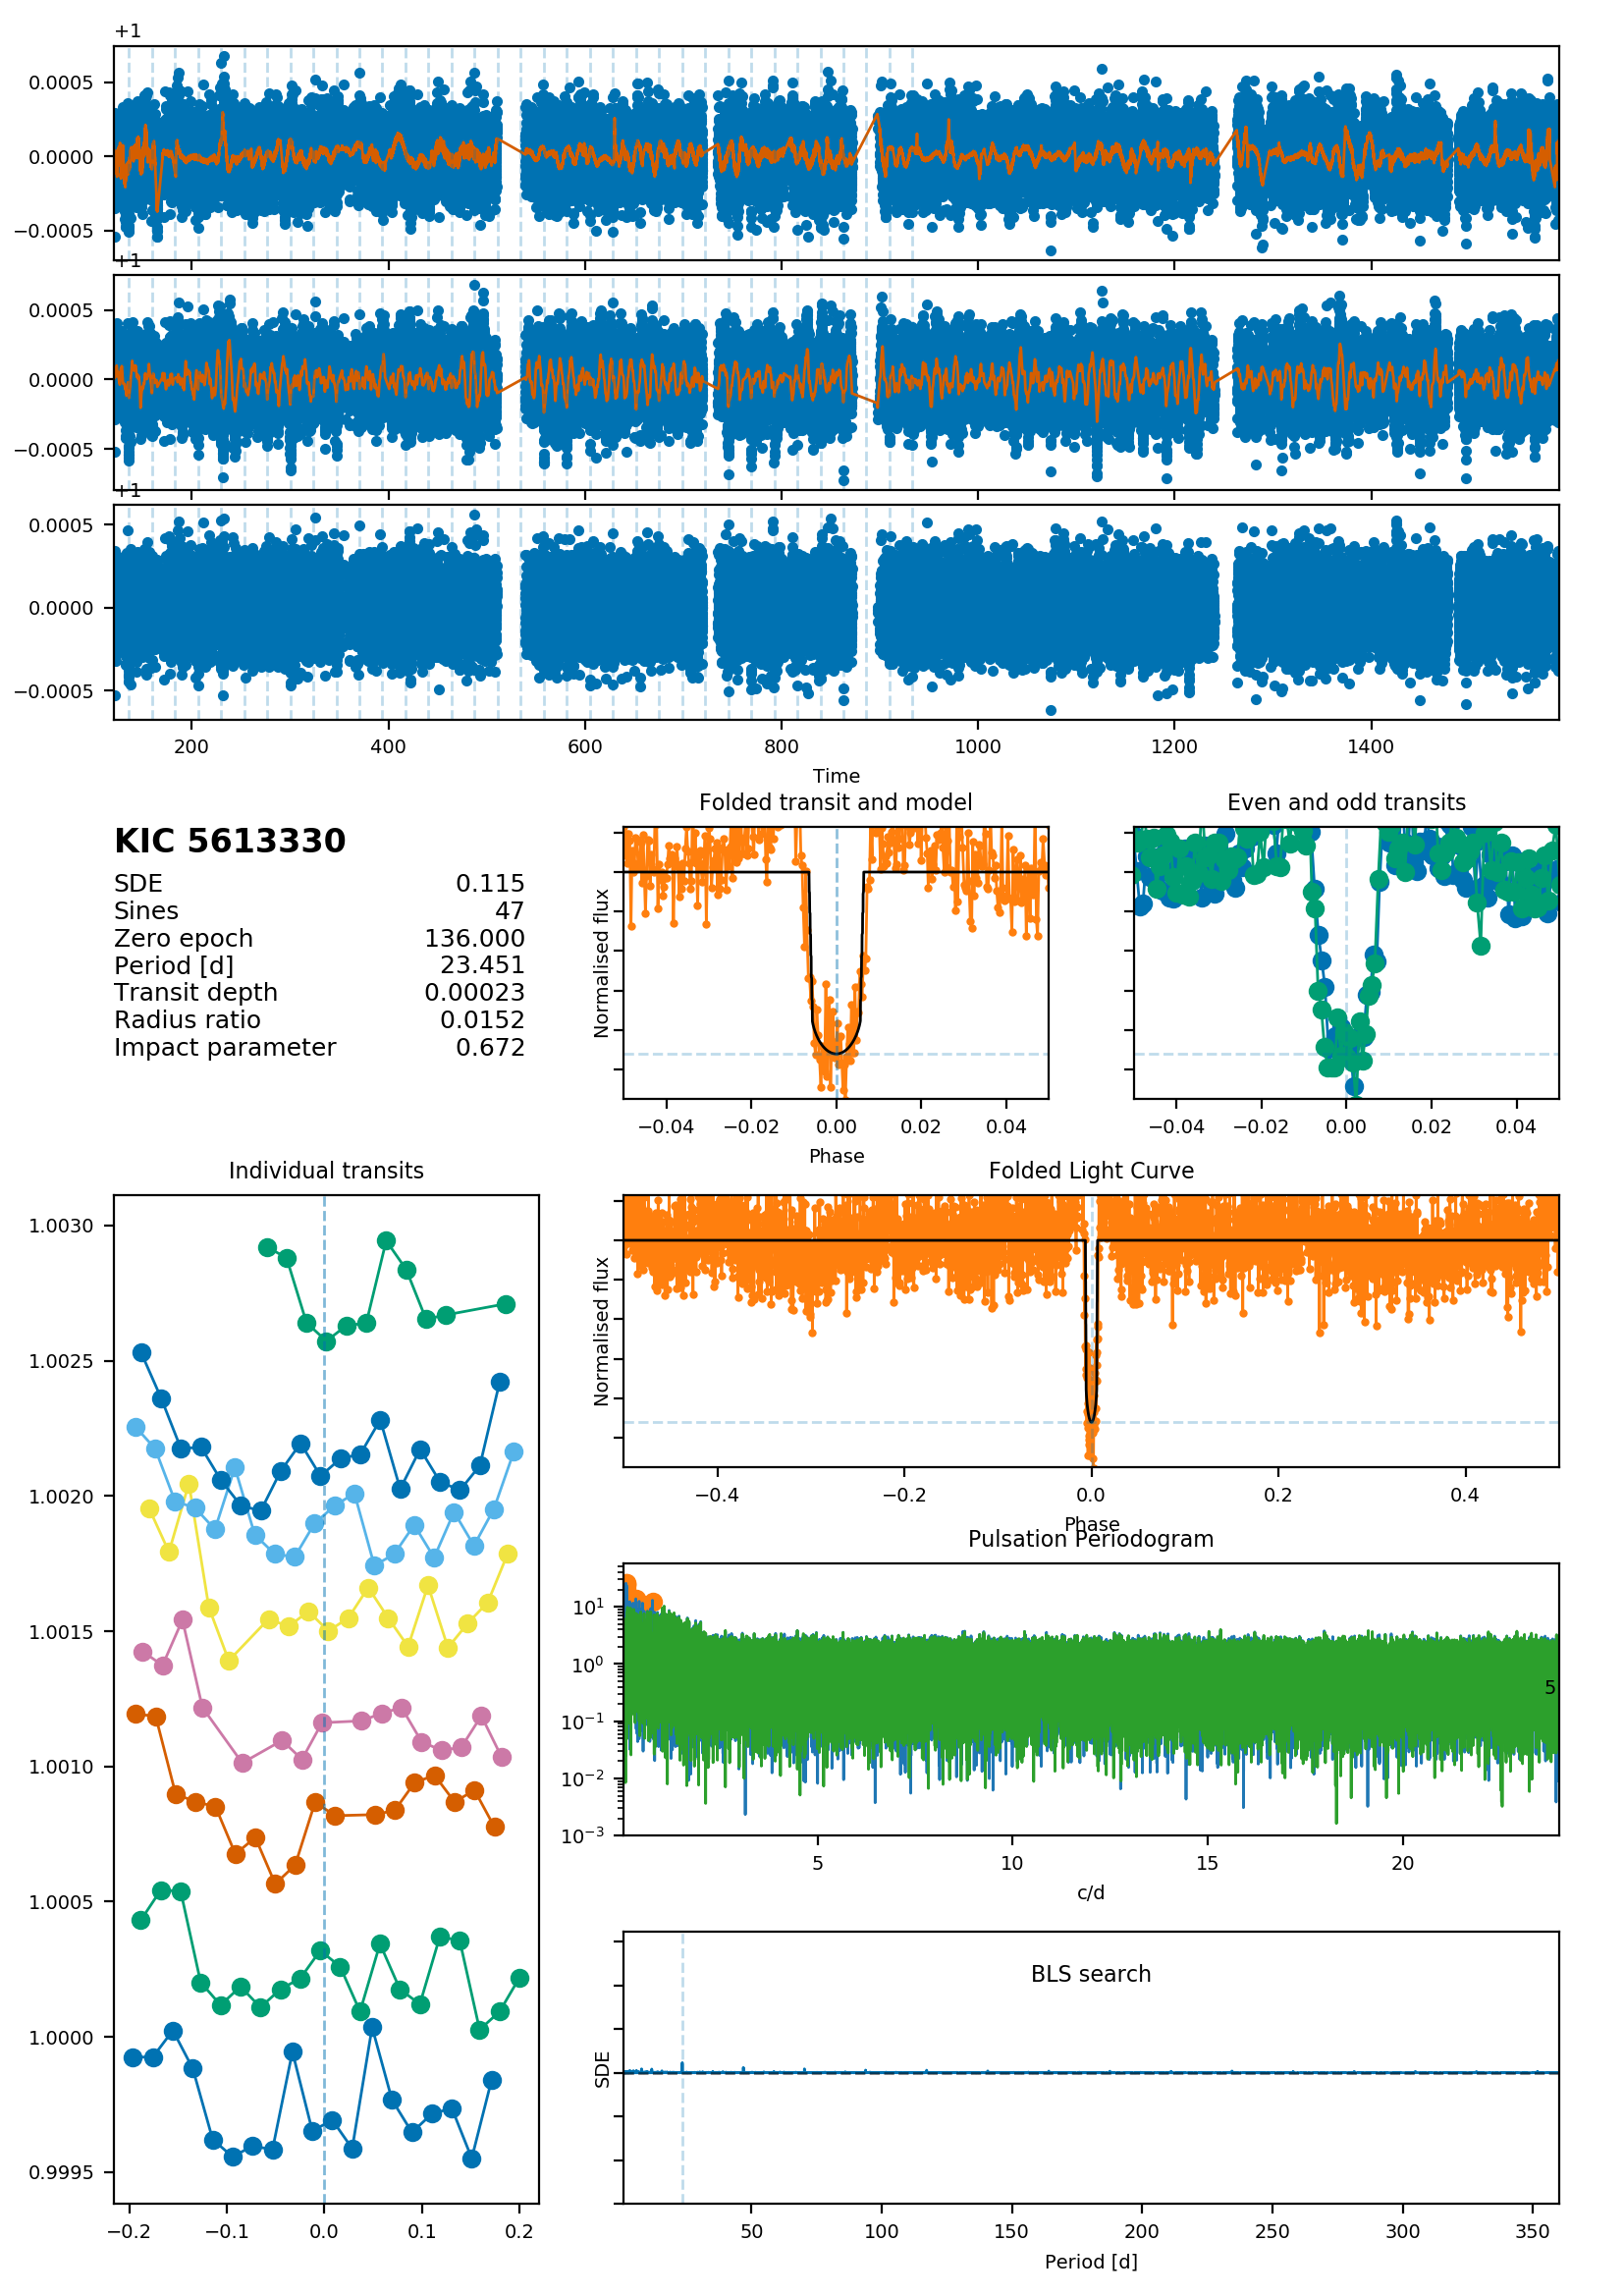 +1
0.0005
0.0000
−0.0005
+1
0.0005
0.0000
−0.0005
+1
0.0005
0.0000
−0.0005
200 400 600 800 1000 1200 1400
Time
KIC 5613330
SDE 0.115
Sines 47
Zero epoch 136.000
Period [d] 23.451
Transit depth 0.00023
Radius ratio 0.0152
Impact parameter 0.672
Folded transit and model
Normalised flux
−0.04 −0.02 0.00 0.02 0.04
Phase
Even and odd transits
−0.04 −0.02 0.00 0.02 0.04
Individual transits
1.0030
1.0025
1.0020
1.0015
1.0010
1.0005
1.0000
0.9995
−0.2 −0.1 0.0 0.1 0.2
Folded Light Curve
Normalised flux
−0.4 −0.2 0.0 0.2 0.4
Phase
Pulsation Periodogram
10¹
10⁰
10⁻¹
10⁻²
10⁻³
5
5 10 15 20
c/d
BLS search
SDE
50 100 150 200 250 300 350
Period [d]